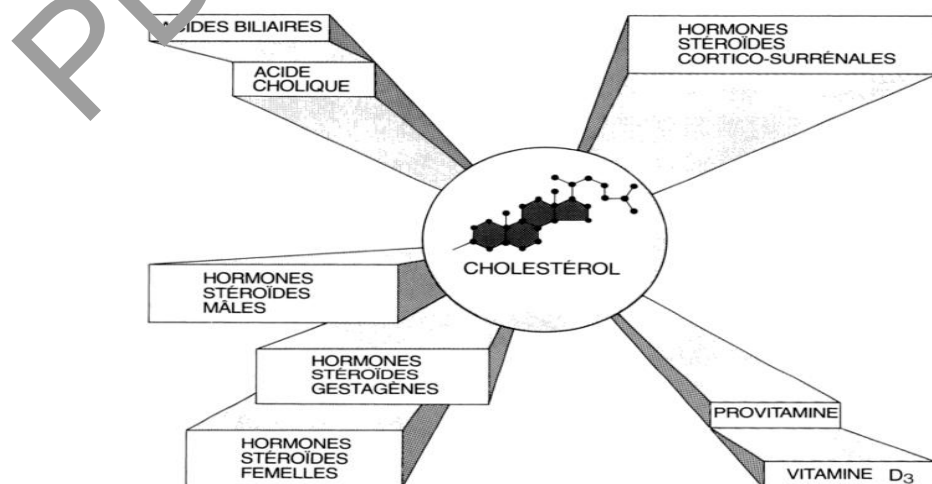 ACIDES BILIAIRES
ACIDE
CHOLIQUE
HORMONES
STÉROÏDES
CORTICO-SURRÉNALES
CHOLESTÉROL
HORMONES
STÉROÏDES
MÂLES
HORMONES
STÉROÏDES
GESTAGÈNES
HORMONES
STÉROÏDES
FEMELLES
PROVITAMINE
VITAMINE D3